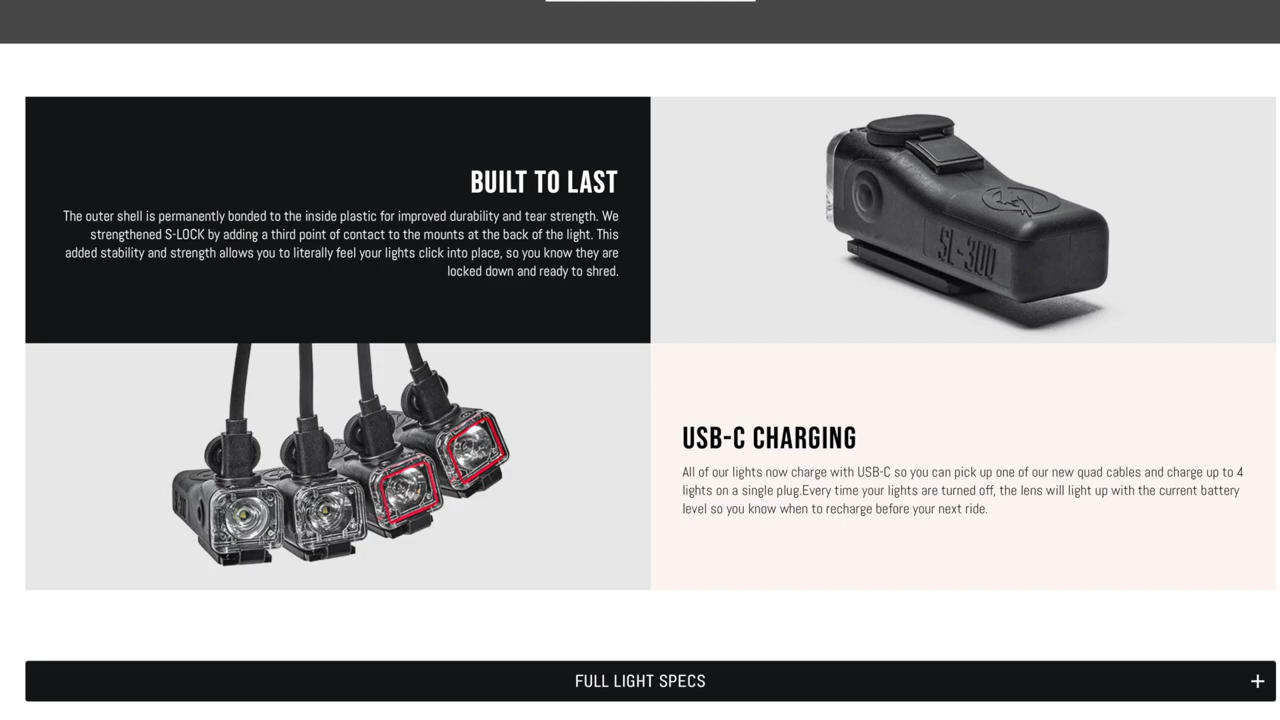 BUILT TO LAST
The outer shell is permanently bonded to the inside plastic for improved durability and tear strength. We
strengthened S-LOCK by adding a third point of contact to the mounts at the back of the light. This
added stability and strength allows you to literally feel your lights click into place, so you know they are
locked down and ready to shred.
SL-300
USB-C CHARGING
All of our lights now charge with USB-C so you can pick up one of our new quad cables and charge up to 4
lights on a single plug.Every time your lights are turned off, the lens will light up with the current battery
level so you know when to recharge before your next ride.
FULL LIGHT SPECS
+